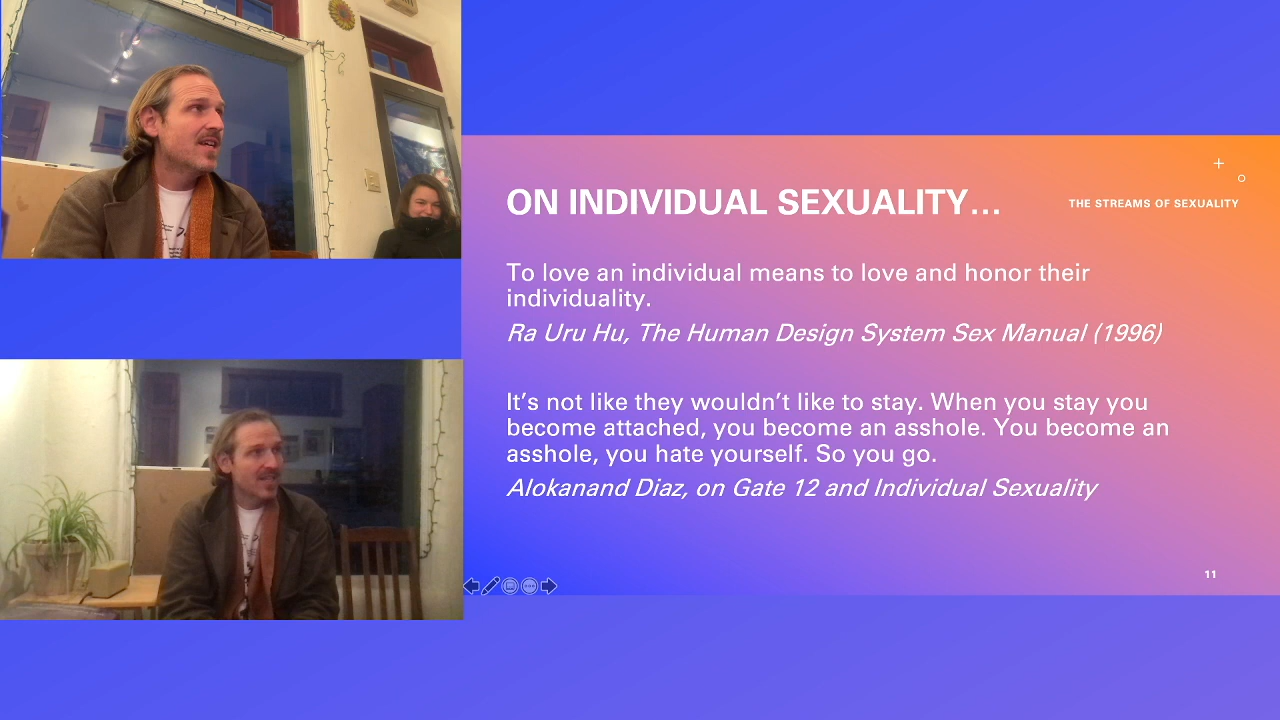 ON INDIVIDUAL SEXUALITY...
THE STREAMS OF SEXUALITY
To love an individual means to love and honor their
individuality.
Ra Uru Hu, The Human Design System Sex Manual (1996)
It's not like they wouldn't like to stay. When you stay you
become attached, you become an asshole. You become an
asshole, you hate yourself. So you go.
Alokanand Diaz, on Gate 12 and Individual Sexuality
11